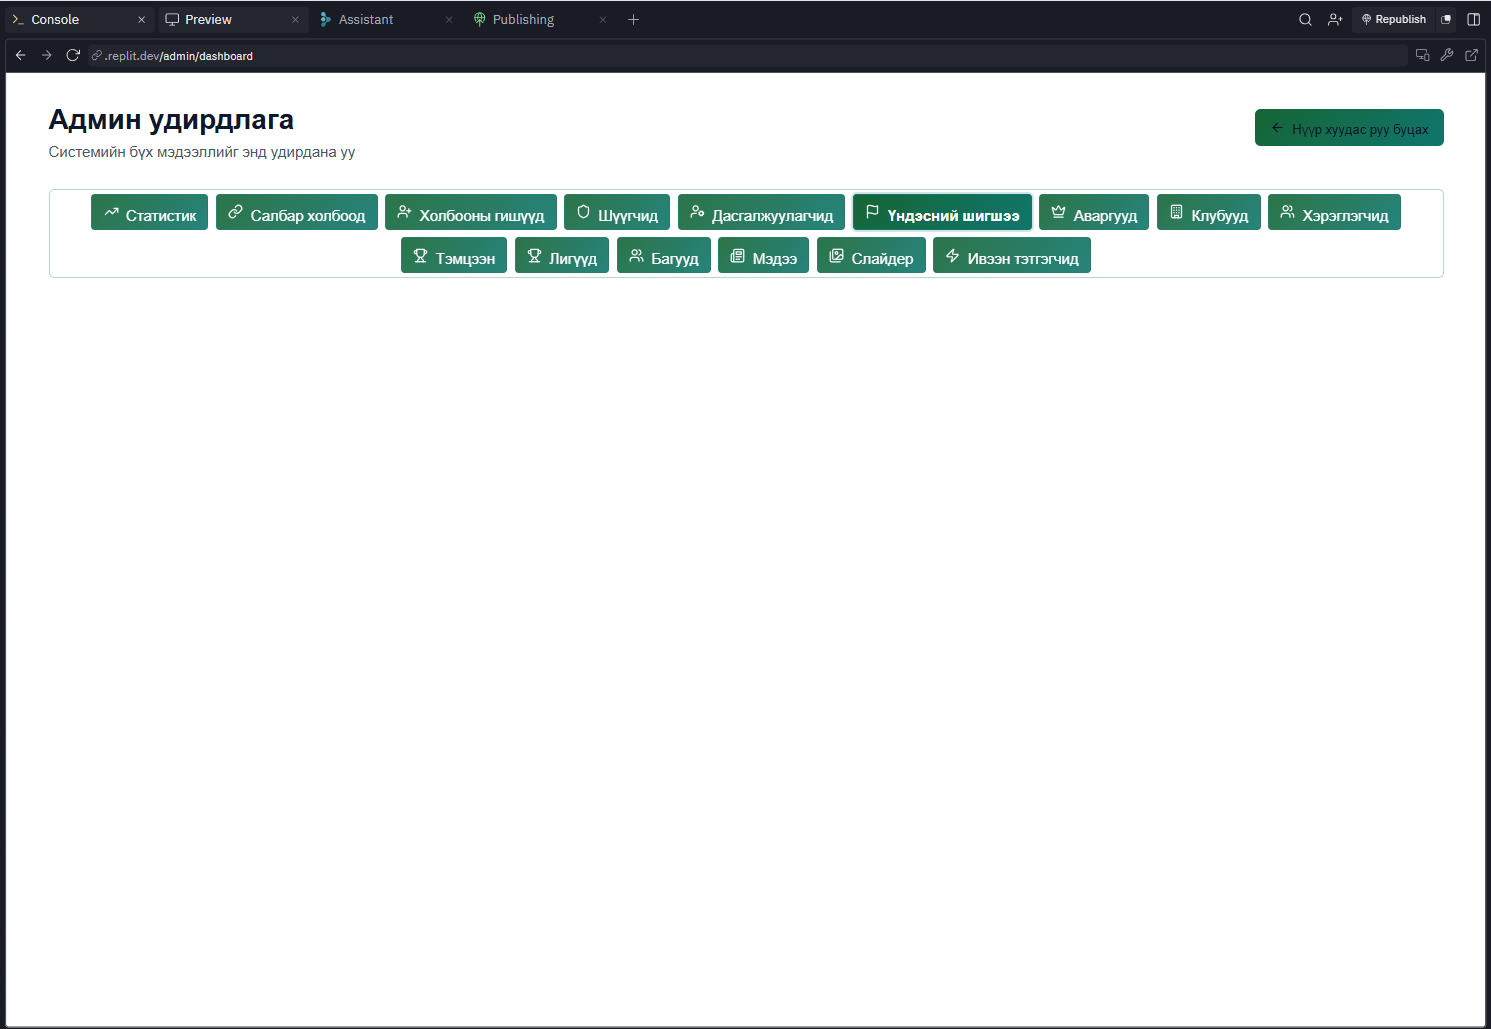 Console Preview Assistant Publishing Republish
.replit.dev/admin/dashboard
Админ удирдлага
Системийн бүх мэдээллийг энд удирдана уу
Нүүр хуудас руу буцах
Статистик Салбар холбоод Холбооны гишүүд Шүүгчид Дасгалжуулагчид Үндэсний шигшээ Аваргууд Клубууд Хэрэглэгчид
Тэмцээн Лигүүд Багууд Мэдээ Слайдер Ивээн тэтгэгчид